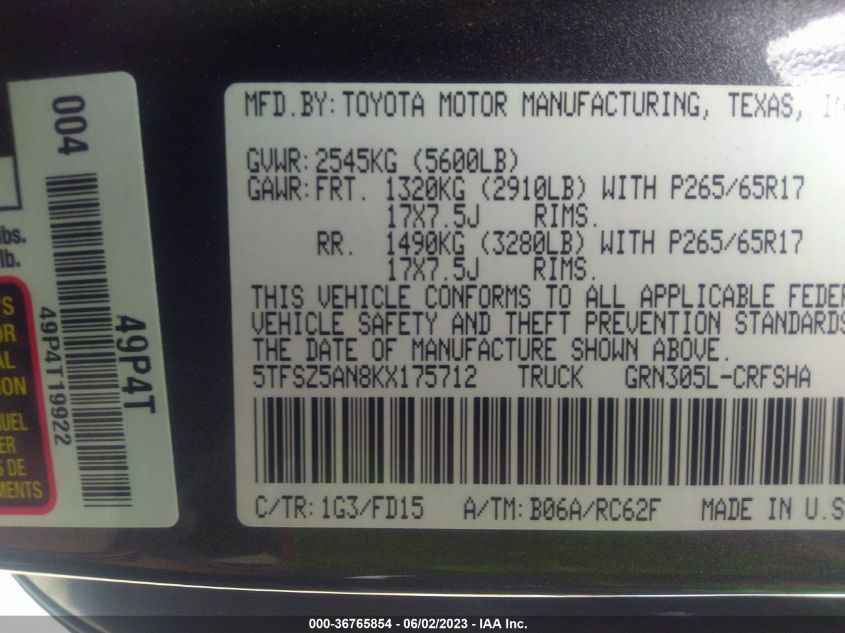 004
49P4T
49P4T19922
lbs.
lb.
MFD.BY: TOYOTA MOTOR MANUFACTURING, TEXAS,
GVWR: 2545KG (5600LB)
GAWR: FRT. 1320KG (2910LB) WITH P265/65R17
17X7.5J RIMS.
RR. 1490KG (3280LB) WITH P265/65R17
17X7.5J RIMS.
THIS VEHICLE CONFORMS TO ALL APPLICABLE FEDER
VEHICLE SAFETY AND THEFT PREVENTION STANDARDS
THE DATE OF MANUFACTURE SHOWN ABOVE.
5TFSZ5AN8KX175712 TRUCK GRN305L-CRFSHA
C/TR: 1G3/FD15 A/TM: B06A/RC62F MADE IN U.S
000-36765854 - 06/02/2023 - IAA Inc.